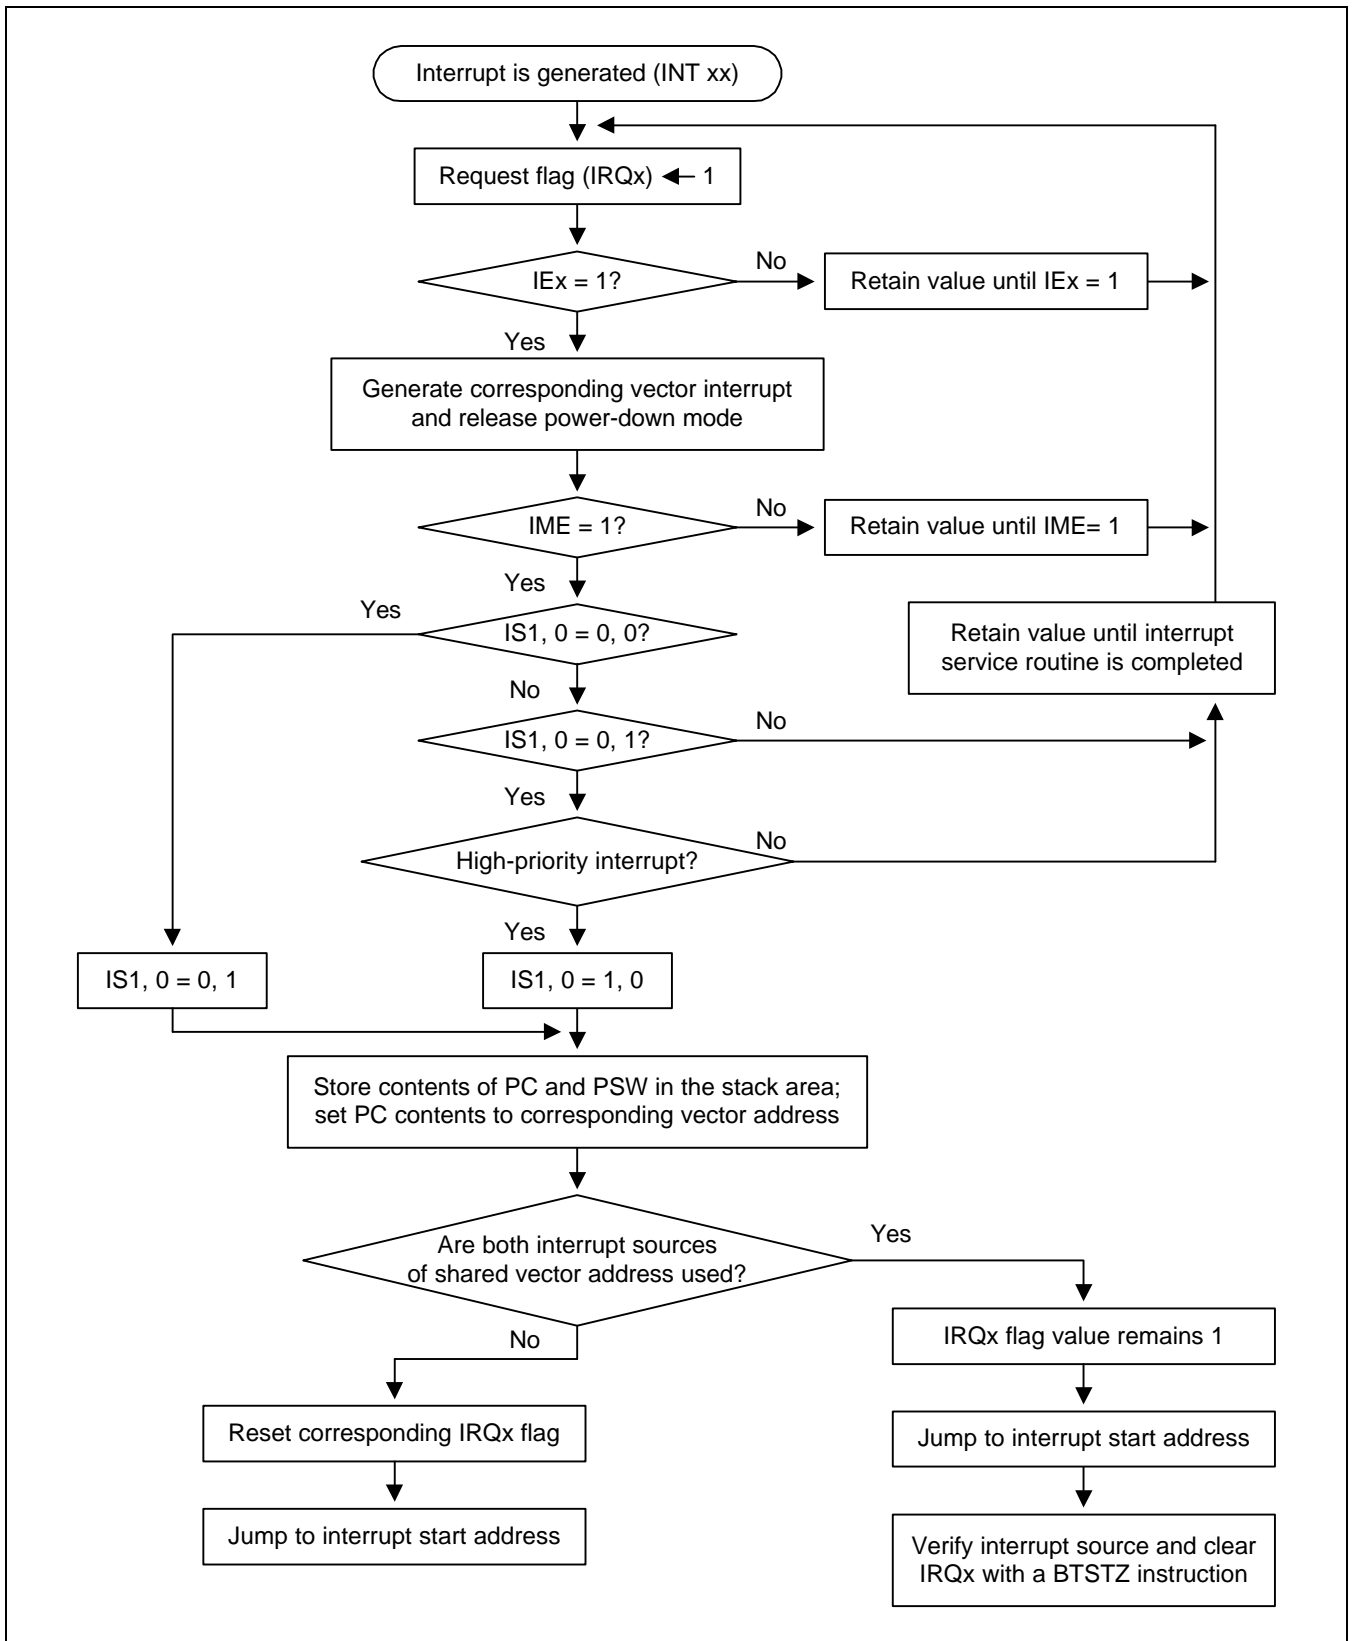 Interrupt is generated (INT xx)
Request flag (IRQx) ← 1
IEx = 1?
No
Retain value until IEx = 1
Yes
Generate corresponding vector interrupt
and release power-down mode
IME = 1?
No
Retain value until IME= 1
Yes
Yes
IS1, 0 = 0, 0?
Retain value until interrupt
service routine is completed
No
IS1, 0 = 0, 1?
No
Yes
High-priority interrupt?
No
Yes
IS1, 0 = 0, 1
IS1, 0 = 1, 0
Store contents of PC and PSW in the stack area;
set PC contents to corresponding vector address
Are both interrupt sources
of shared vector address used?
Yes
No
IRQx flag value remains 1
Reset corresponding IRQx flag
Jump to interrupt start address
Jump to interrupt start address
Verify interrupt source and clear
IRQx with a BTSTZ instruction